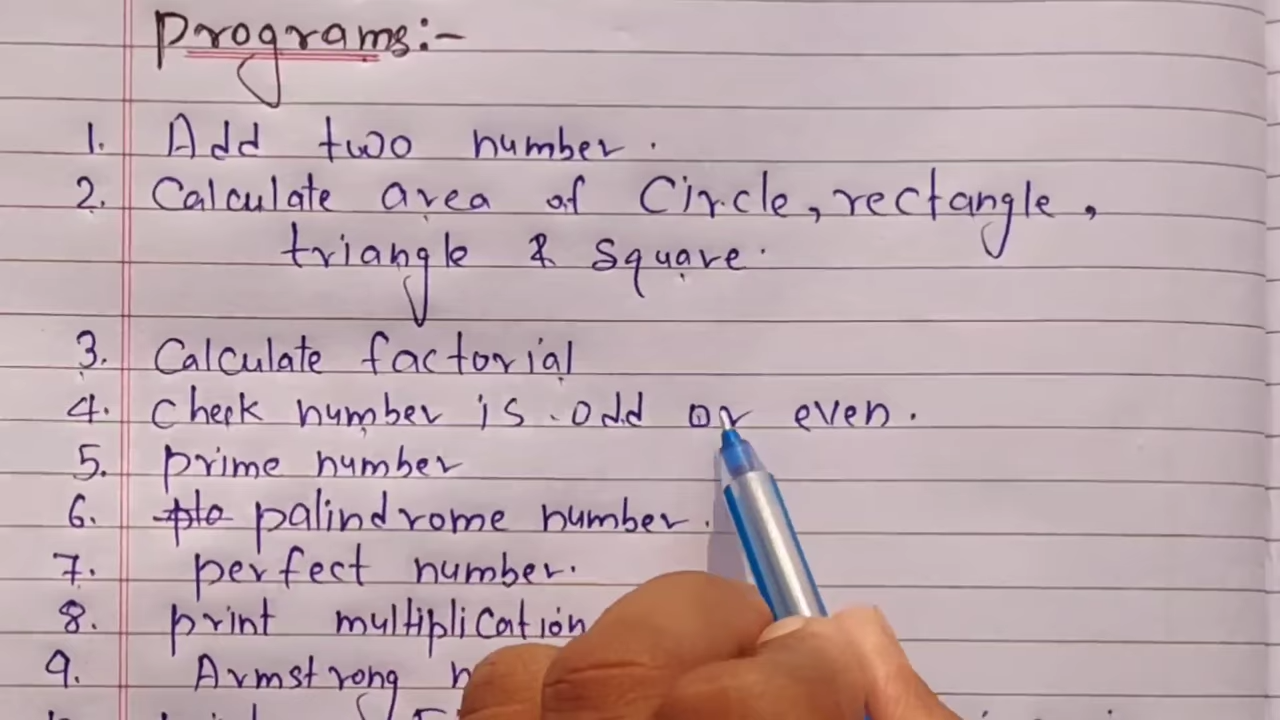 Programs:-
1. Add two number.
2. Calculate area of Circle, rectangle,
triangle & square.
3. Calculate factorial
4. Check number is odd or even.
5. prime number
6. palindrome number.
7. perfect number.
8. print multiplication
9. Armstrong